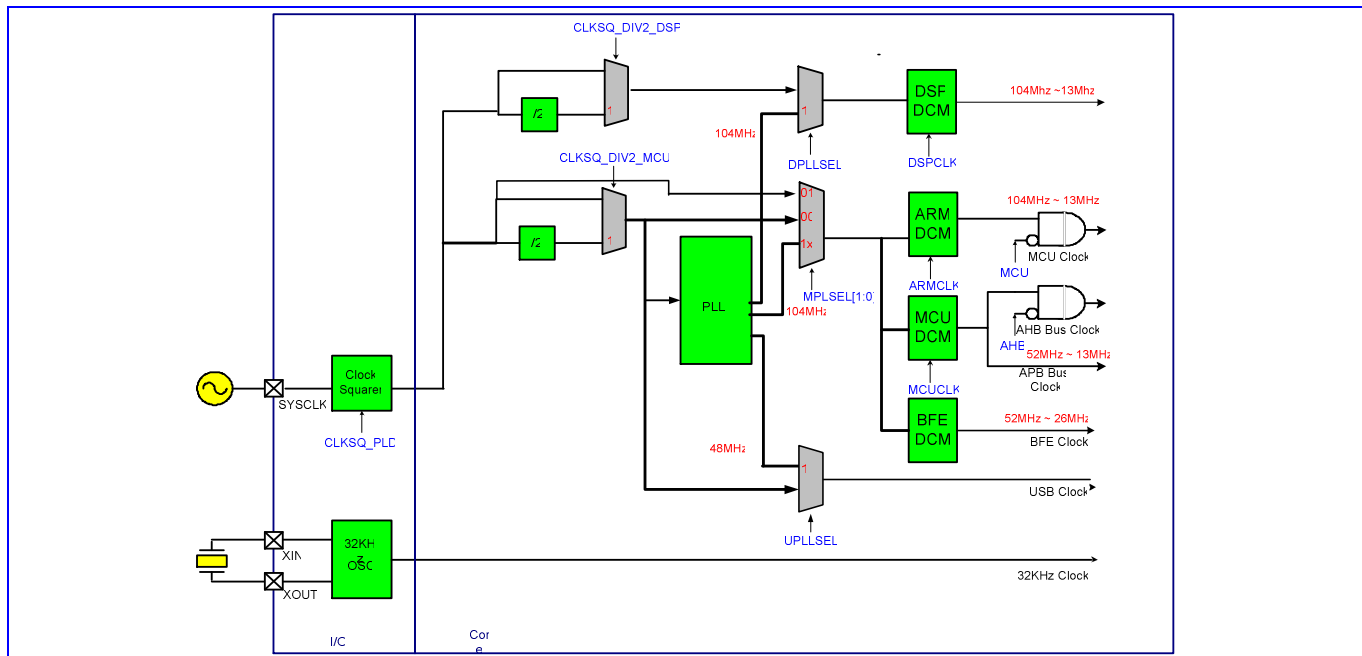 CLKSQ_DIV2_DSP
/2
1
104MHz
1
DPLLSEL
DSF
DCM
DSPCLK
104Mhz ~13Mhz
CLKSQ_DIV2_MCU
/2
1
01
00
1x
MPLSEL[1:0]
PLL
104MHz
ARM
DCM
ARMCLK
104MHz ~ 13MHz
MCU Clock
MCU
MCU
DCM
MCUCLK
AHB Bus Clock
AHB
52MHz ~ 13MHz
APB Bus
Clock
BFE
DCM
52MHz ~ 26MHz
BFE Clock
Clock
Squarer
SYSCLK
CLKSQ_PLD
48MHz
1
UPLLSEL
USB Clock
32KH
z
OSC
XIN
XOUT
32KHz Clock
I/C
Cor
e